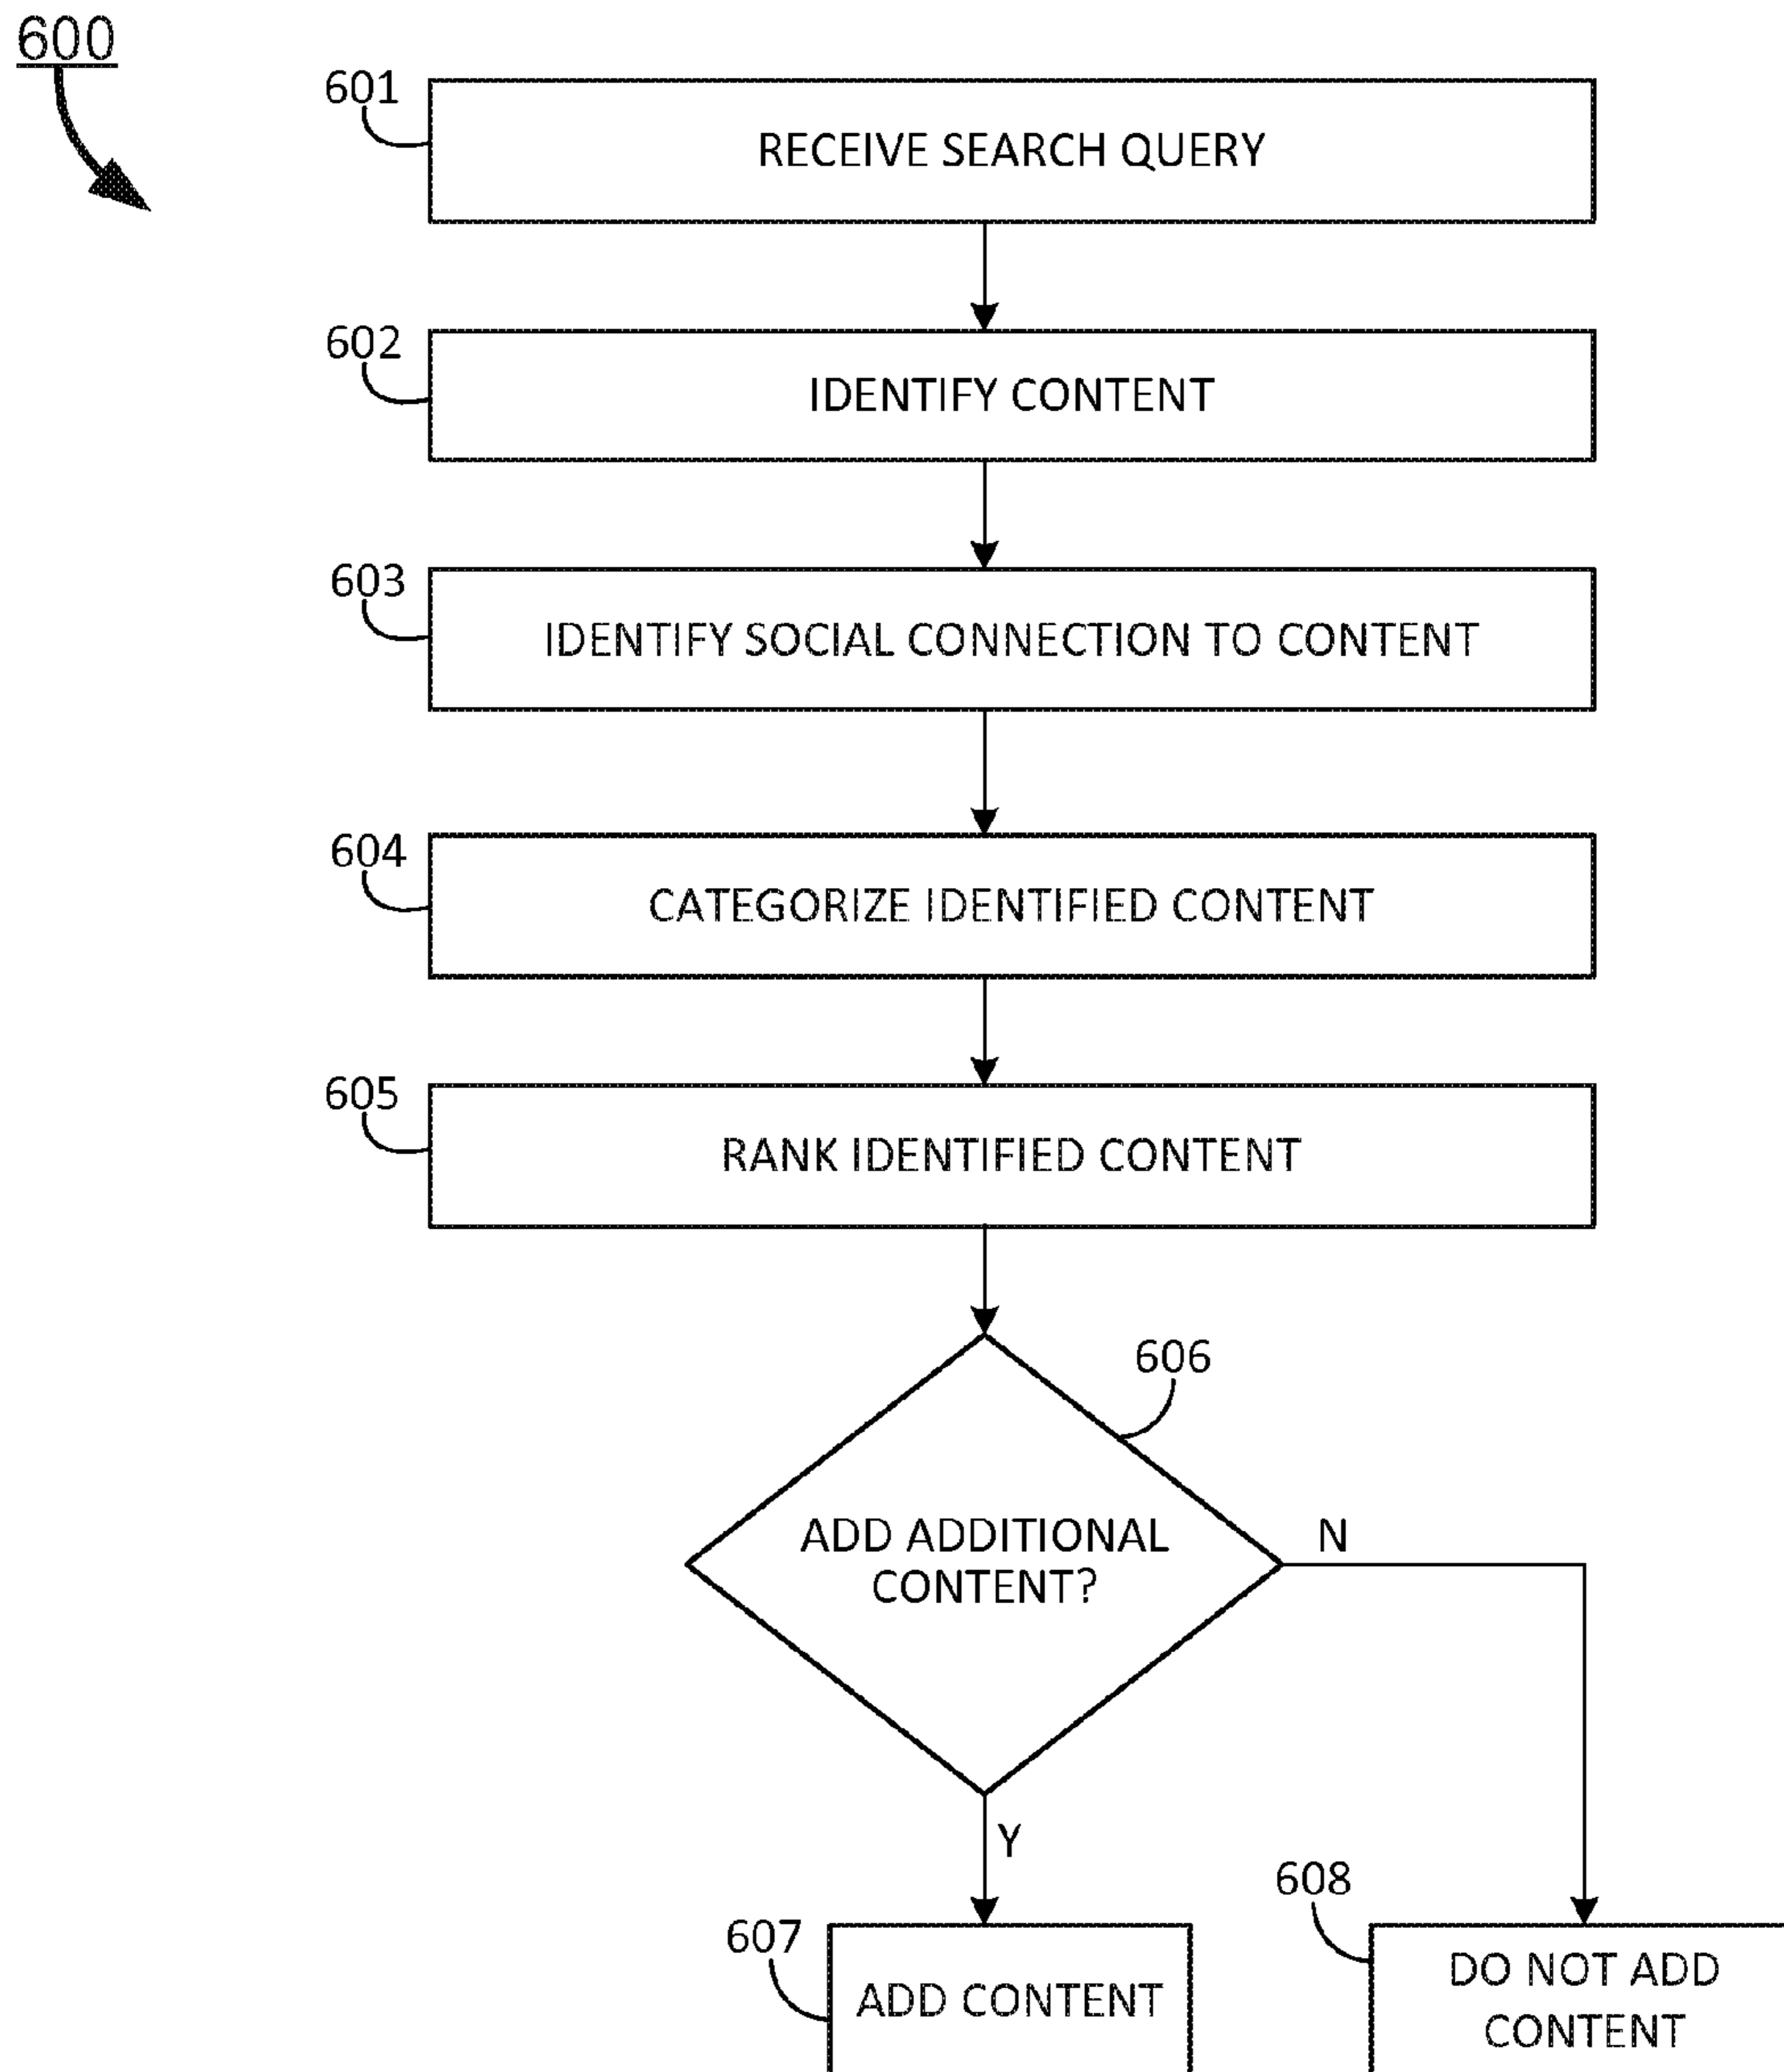 600
601
RECEIVE SEARCH QUERY
602
IDENTIFY CONTENT
603
IDENTIFY SOCIAL CONNECTION TO CONTENT
604
CATEGORIZE IDENTIFIED CONTENT
605
RANK IDENTIFIED CONTENT
606
ADD ADDITIONAL
CONTENT?
N
Y
607
ADD CONTENT
608
DO NOT ADD
CONTENT